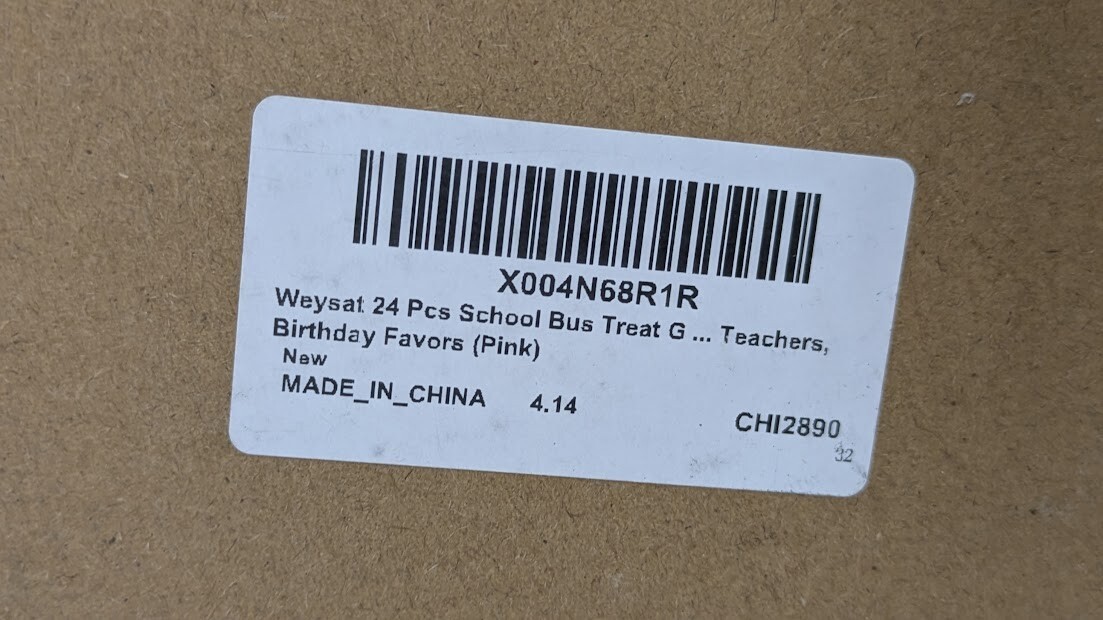 X004N68R1R
Weysat 24 Pcs School Bus Treat G ... Teachers,
Birthday Favors (Pink)
New
MADE_IN_CHINA 4.14
CHI2890
32